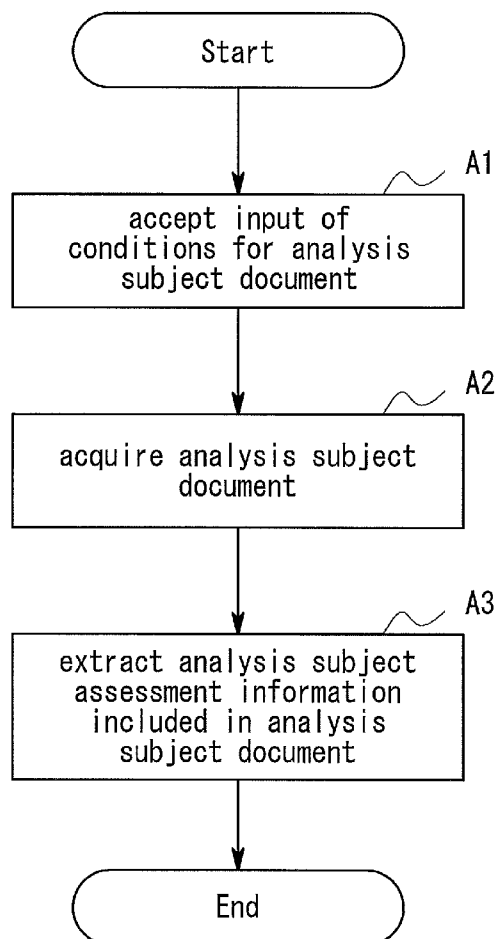 Start
A1
accept input of
conditions for analysis
subject document
A2
acquire analysis subject
document
A3
extract analysis subject
assessment information
included in analysis
subject document
End